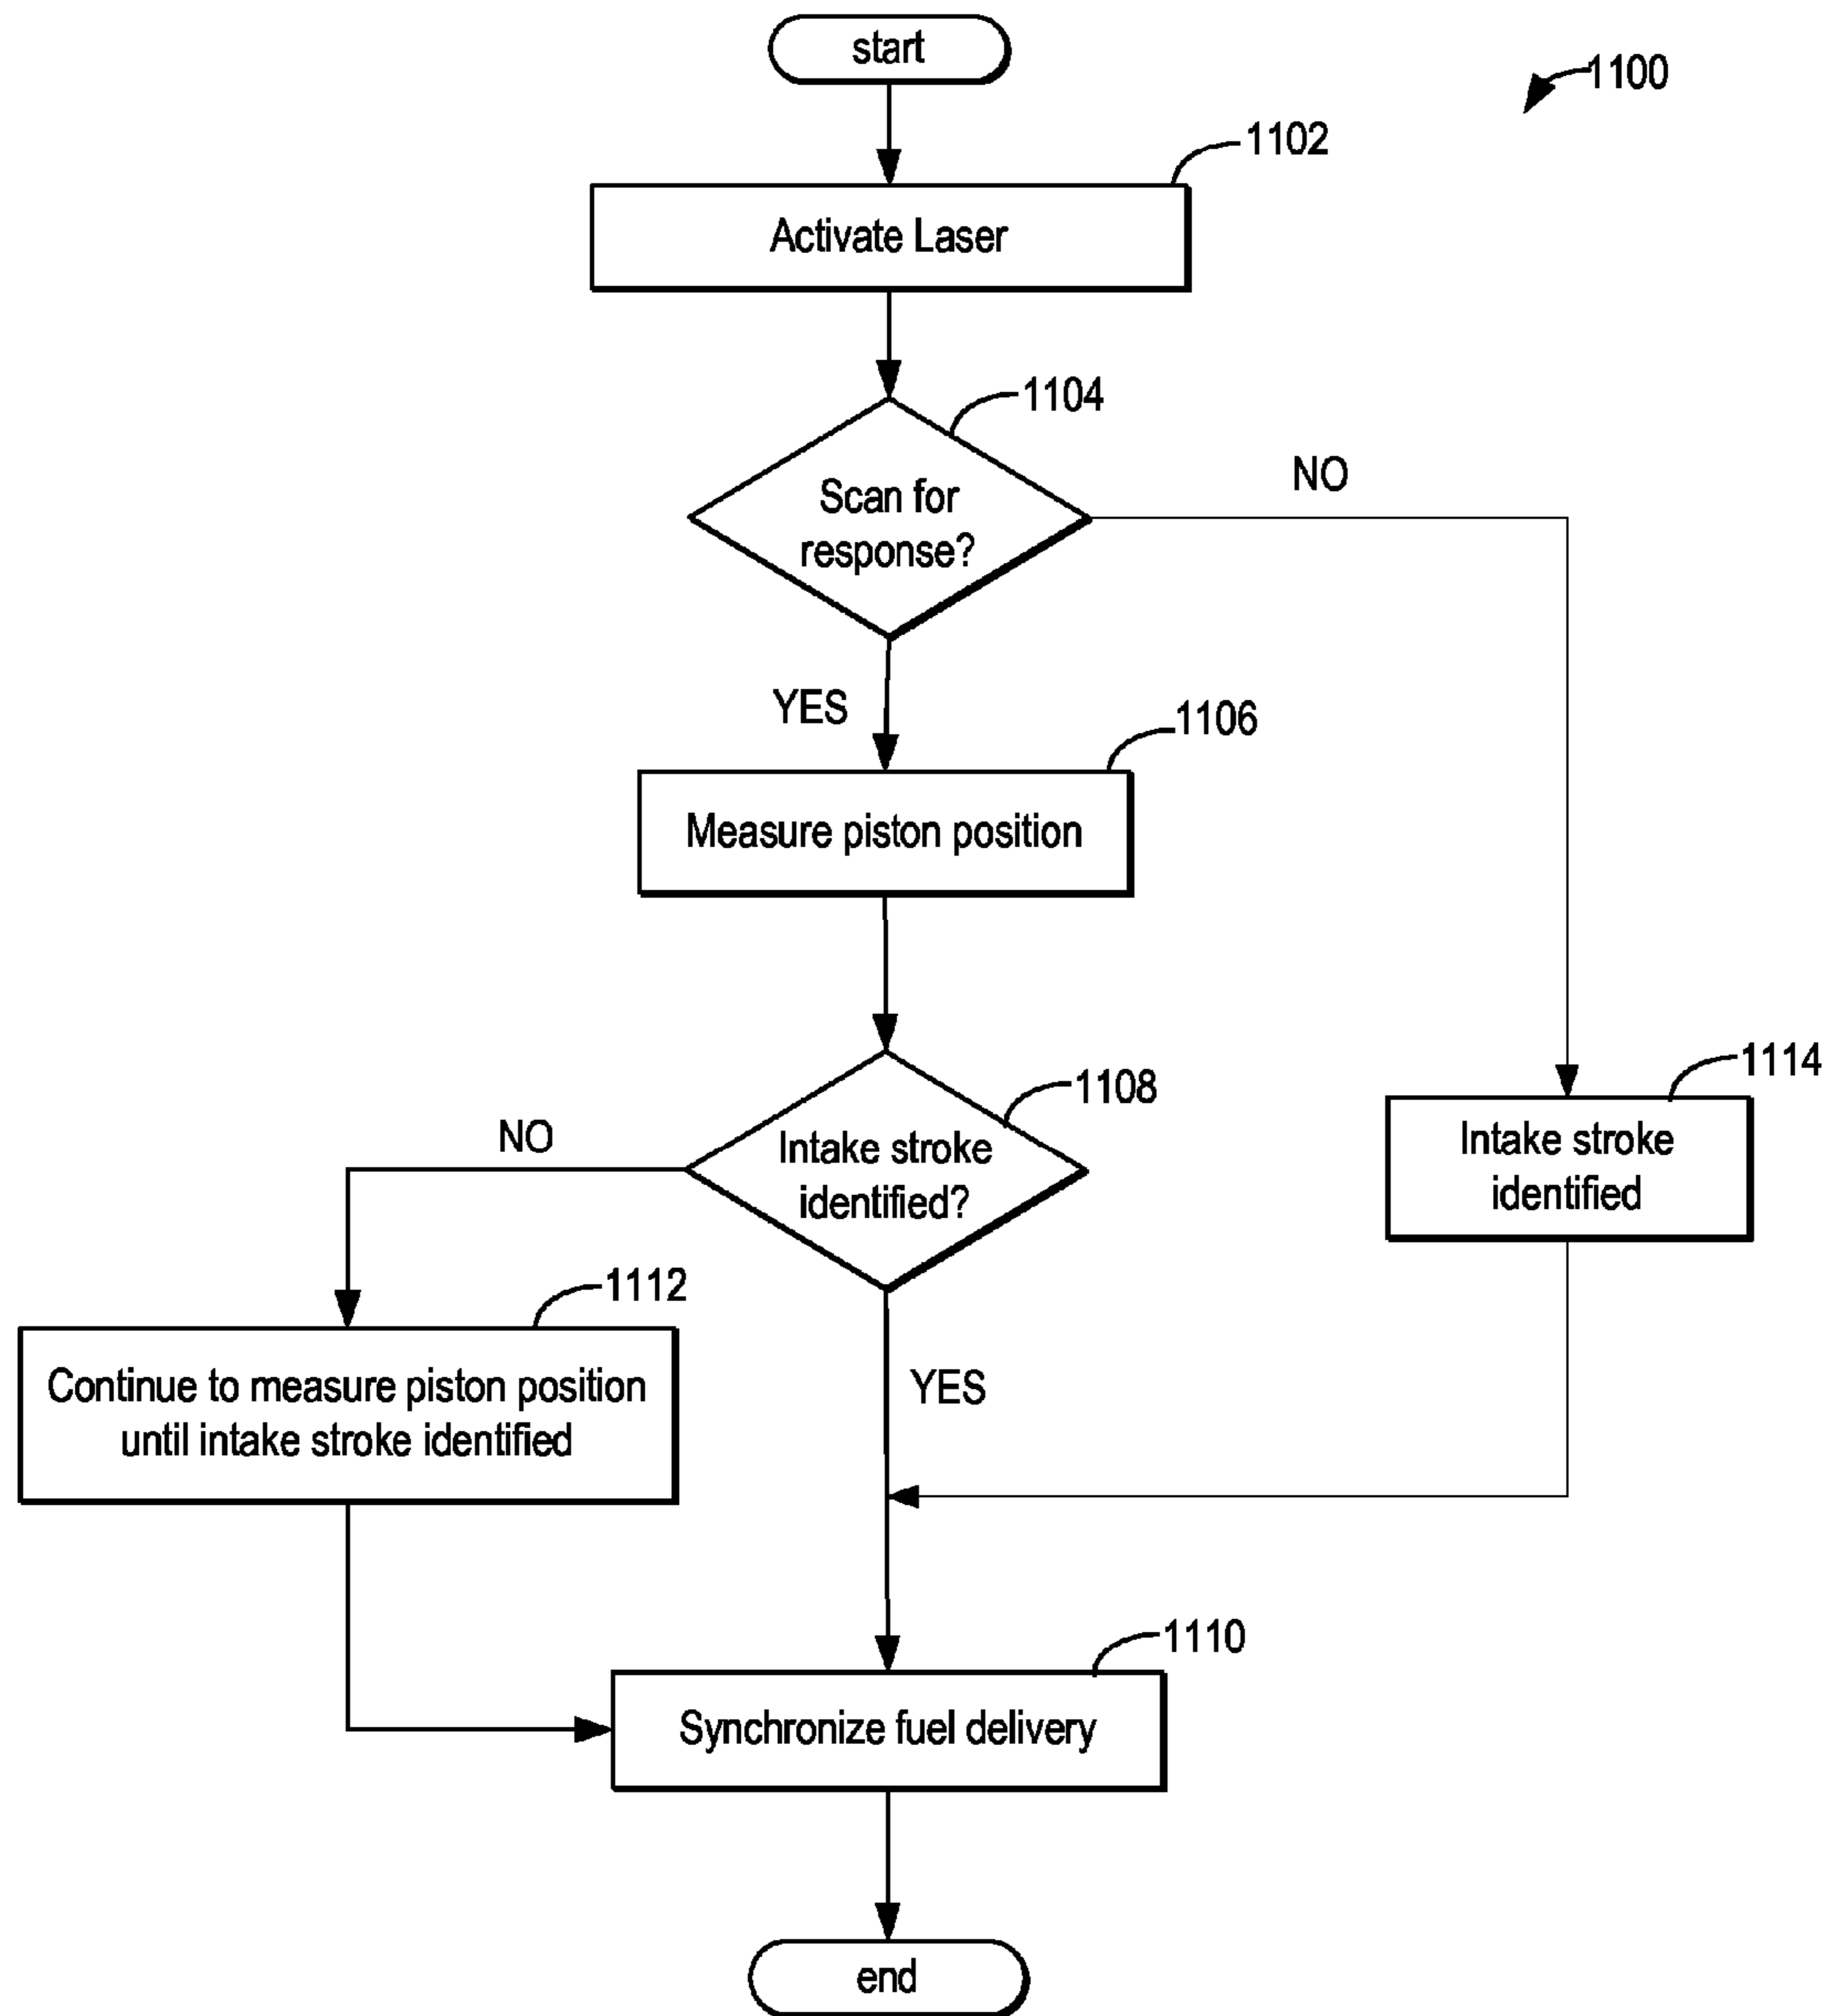 start
1100
1102
Activate Laser
1104
Scan for
response?
NO
YES
1106
Measure piston position
1108
Intake stroke
identified?
NO
1114
Intake stroke
identified
1112
Continue to measure piston position
until intake stroke identified
YES
1110
Synchronize fuel delivery
end